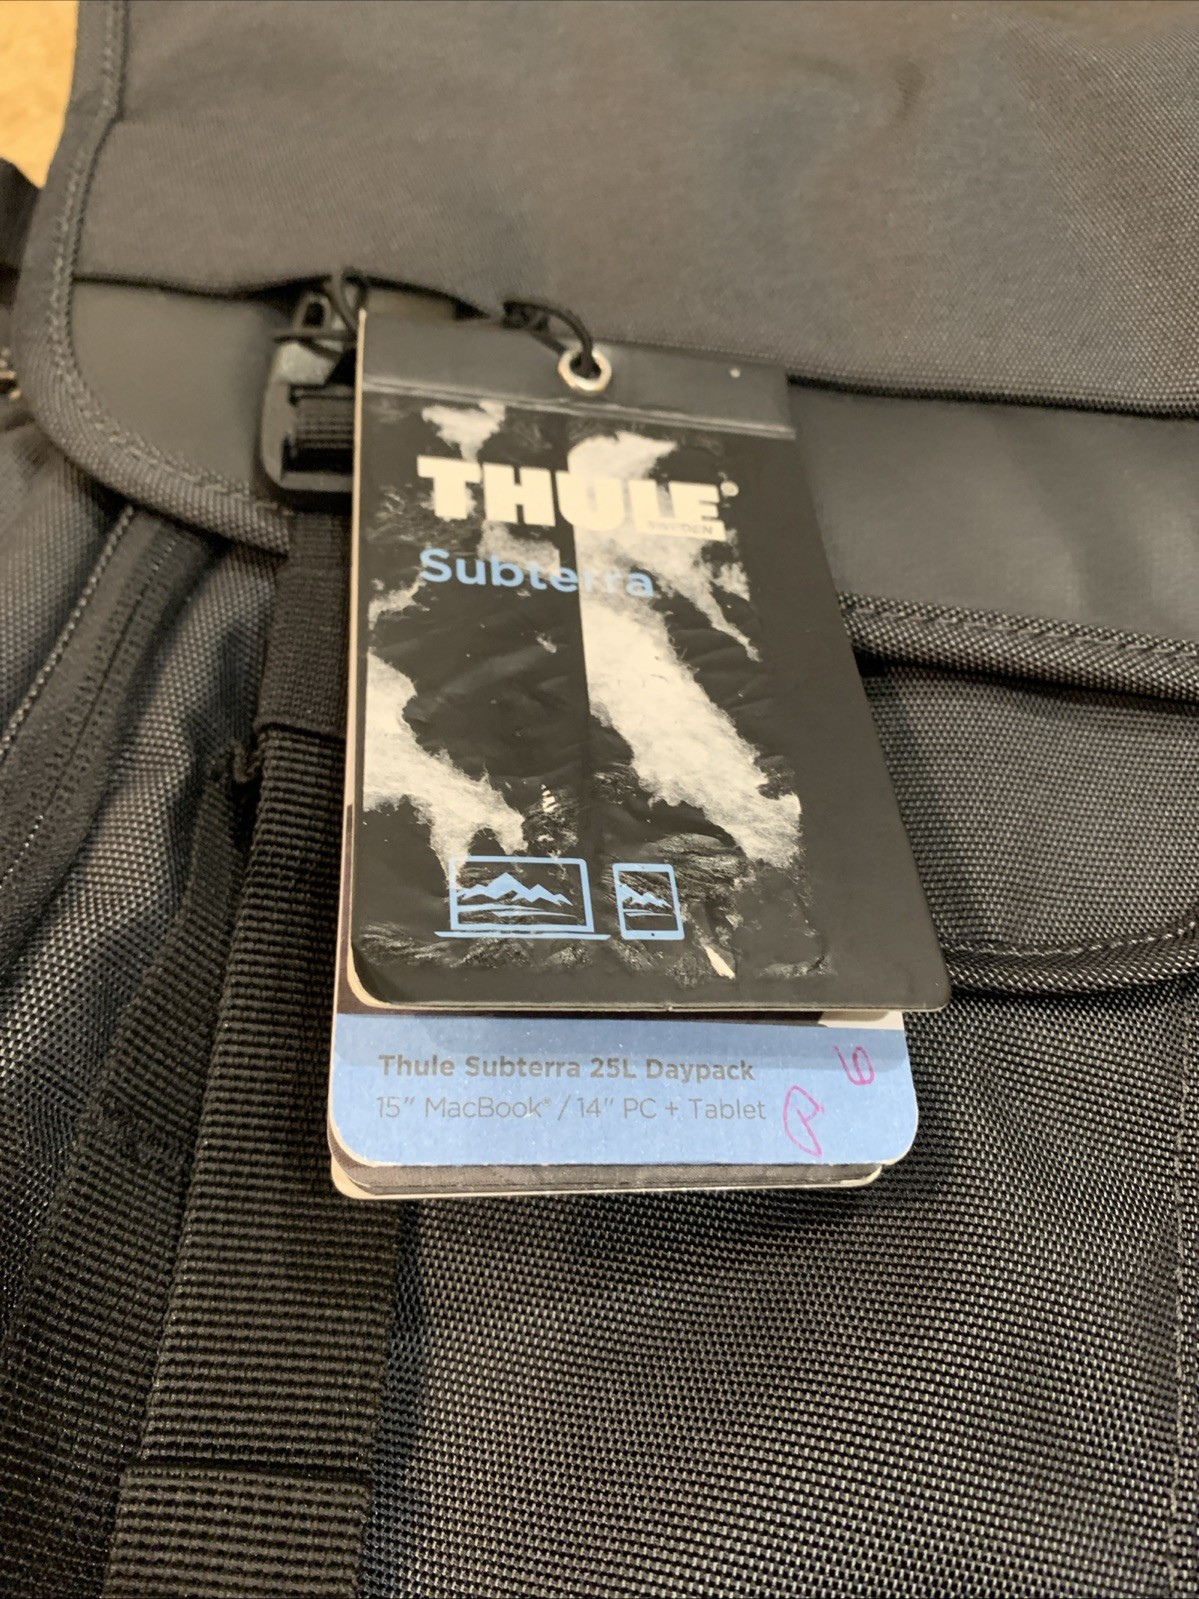 THULE®
SWEDEN
Subterra
Thule Subterra 25L Daypack
15" MacBook® / 14" PC + Tablet